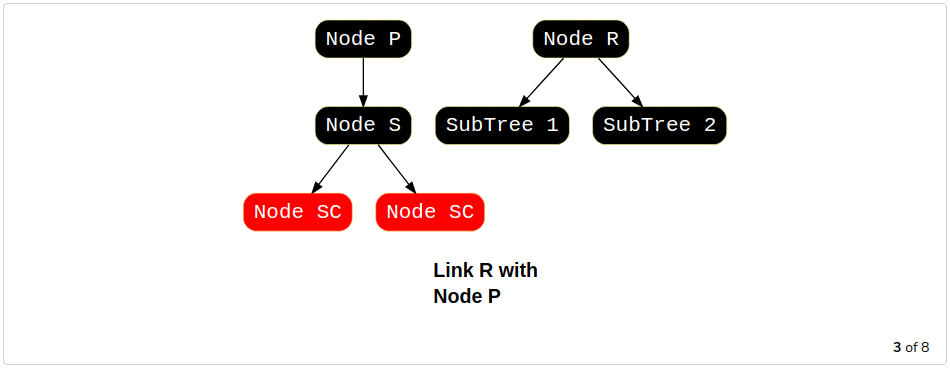 Node P
Node R
Node S
SubTree 1
SubTree 2
Node SC
Node SC
Link R with
Node P
3 of 8